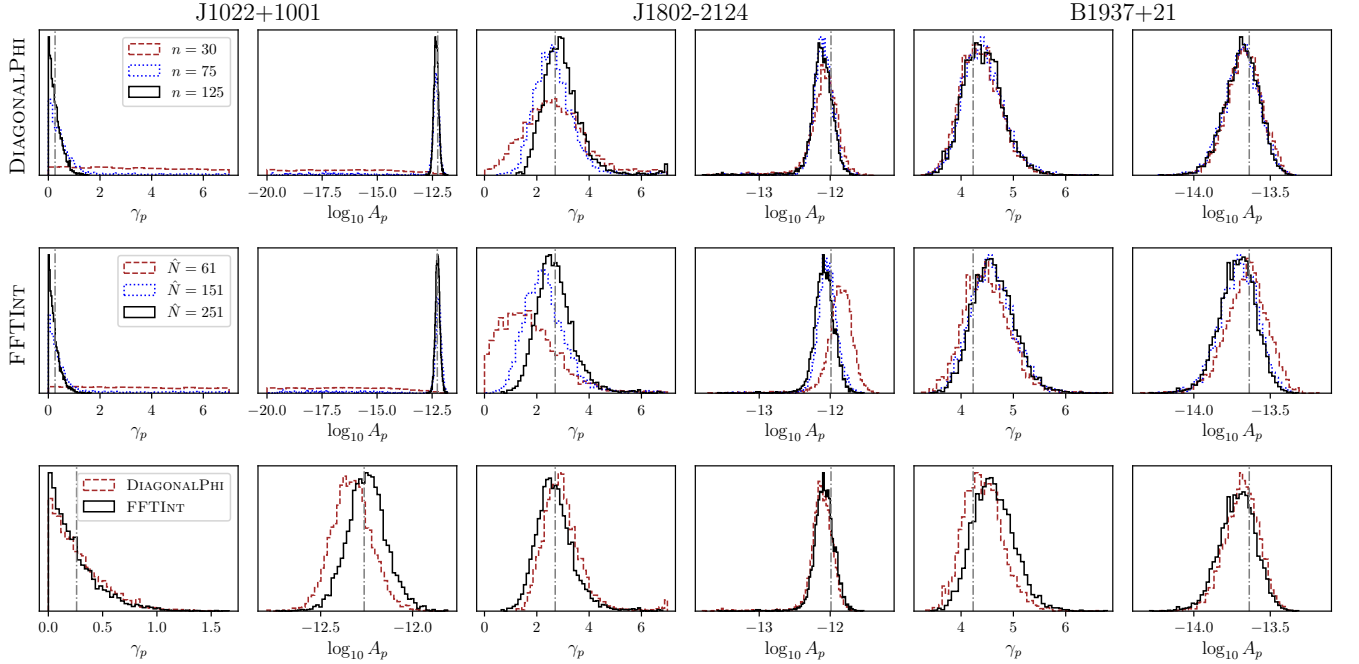 J1022+1001 J1802-2124 B1937+21
DIAGONALPHI
n = 30
n = 75
n = 125
0 2 4 6 −20.0 −17.5 −15.0 −12.5 0 2 4 6 −13 −12 4 5 6 −14.0 −13.5
γₚ log₁₀ Aₚ γₚ log₁₀ Aₚ γₚ log₁₀ Aₚ
FFTINT
N̂ = 61
N̂ = 151
N̂ = 251
0 2 4 6 −20.0 −17.5 −15.0 −12.5 0 2 4 6 −13 −12 4 5 6 −14.0 −13.5
γₚ log₁₀ Aₚ γₚ log₁₀ Aₚ γₚ log₁₀ Aₚ
DIAGONALPHI
FFTINT
0.0 0.5 1.0 1.5 −12.5 −12.0 0 2 4 6 −13 −12 4 5 6 −14.0 −13.5
γₚ log₁₀ Aₚ γₚ log₁₀ Aₚ γₚ log₁₀ Aₚ